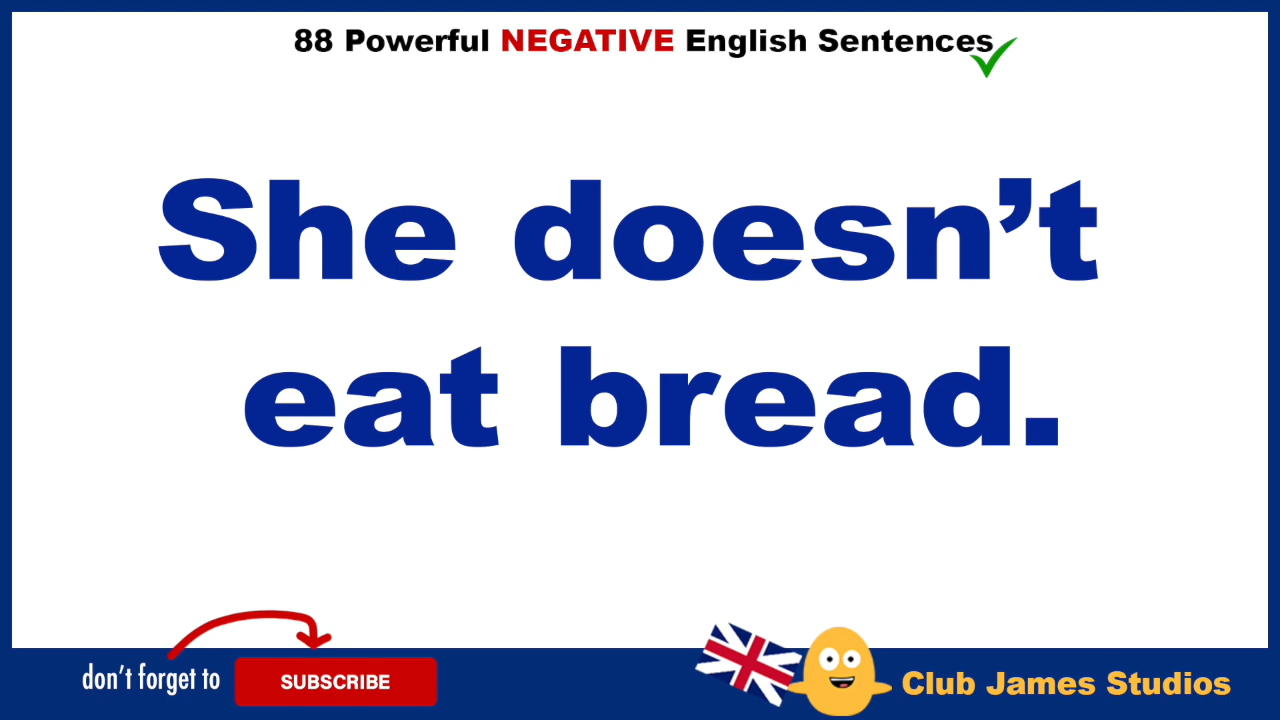 88 Powerful NEGATIVE English Sentences
She doesn’t
eat bread.
don't forget to
SUBSCRIBE
Club James Studios